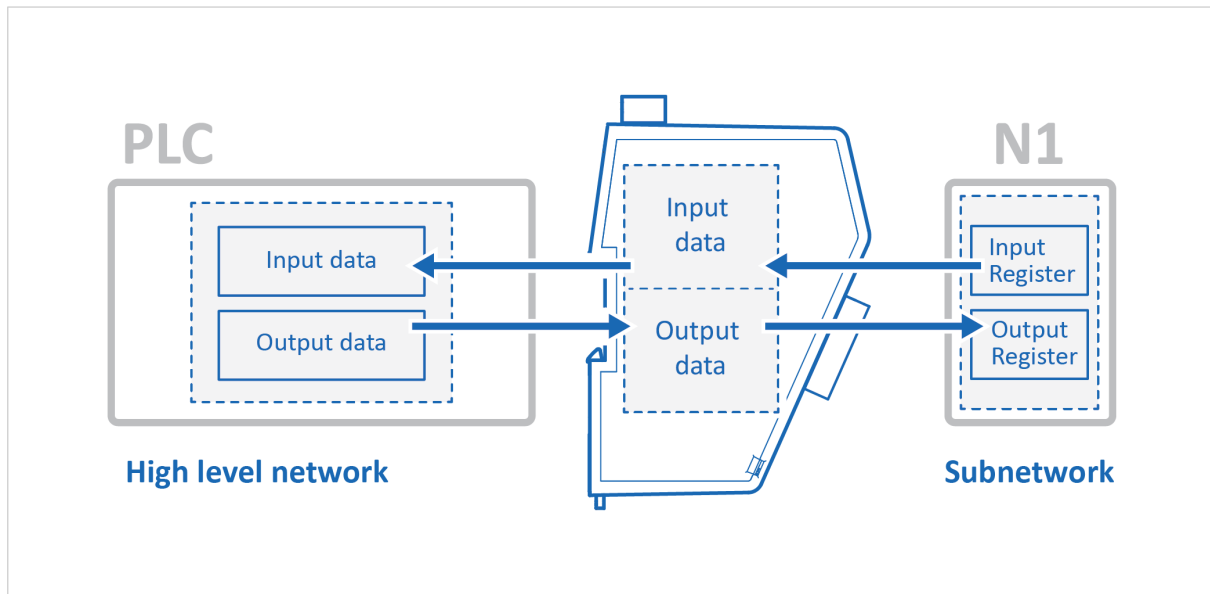 PLC
Input data
Output data
High level network
Input
data
Output
data
N1
Input
Register
Output
Register
Subnetwork